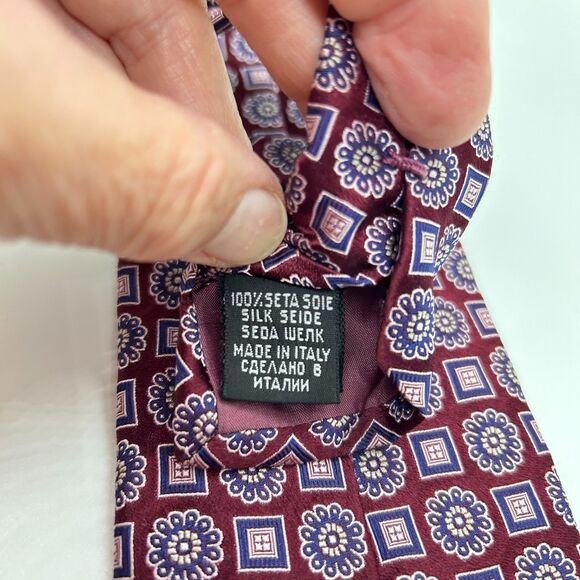 100% SETA SOIE
SILK SEIDE
SEDA ШЕЛК
MADE IN ITALY
СДЕЛАНО В
ИТАЛИИ